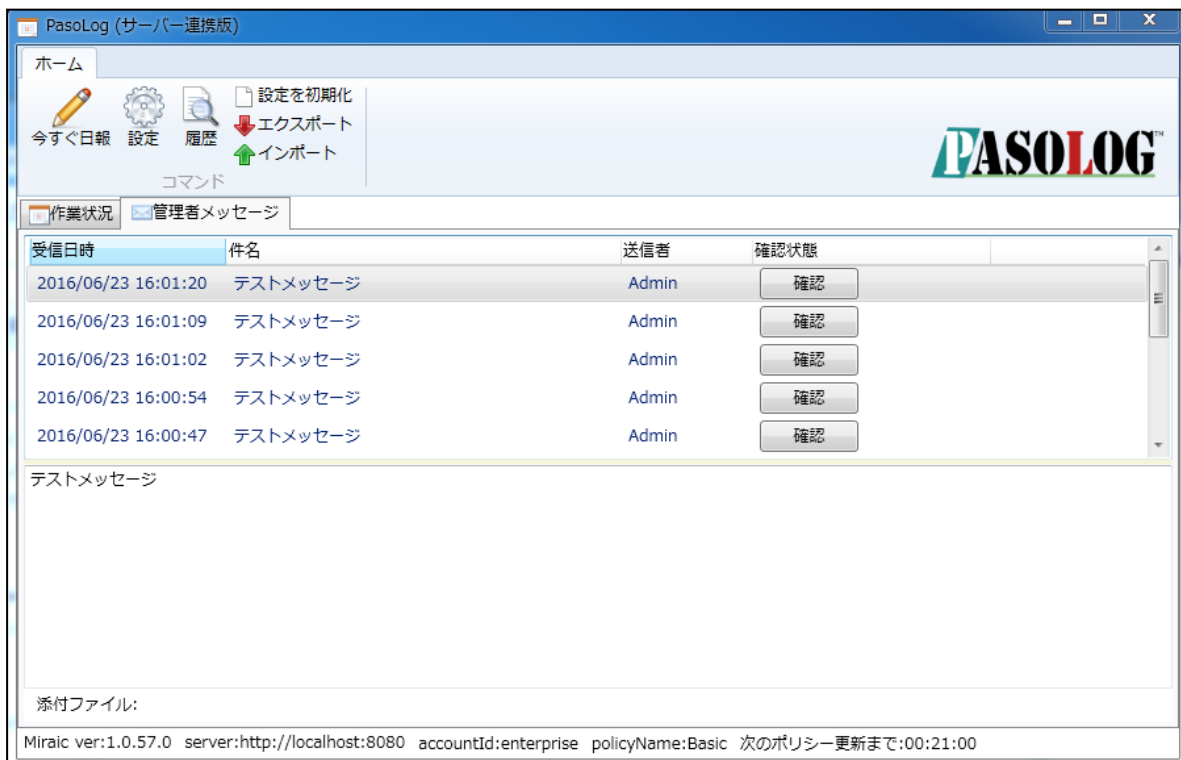 PasoLog (サーバー連携版)
ホーム
今すぐ日報 設定 履歴
設定を初期化
エクスポート
インポート
コマンド
PASOLOG™
作業状況 管理者メッセージ
受信日時 件名 送信者 確認状態
2016/06/23 16:01:20 テストメッセージ Admin 確認
2016/06/23 16:01:09 テストメッセージ Admin 確認
2016/06/23 16:01:02 テストメッセージ Admin 確認
2016/06/23 16:00:54 テストメッセージ Admin 確認
2016/06/23 16:00:47 テストメッセージ Admin 確認
テストメッセージ
添付ファイル:
Miraic ver:1.0.57.0 server:http://localhost:8080 accountId:enterprise policyName:Basic 次のポリシー更新まで:00:21:00